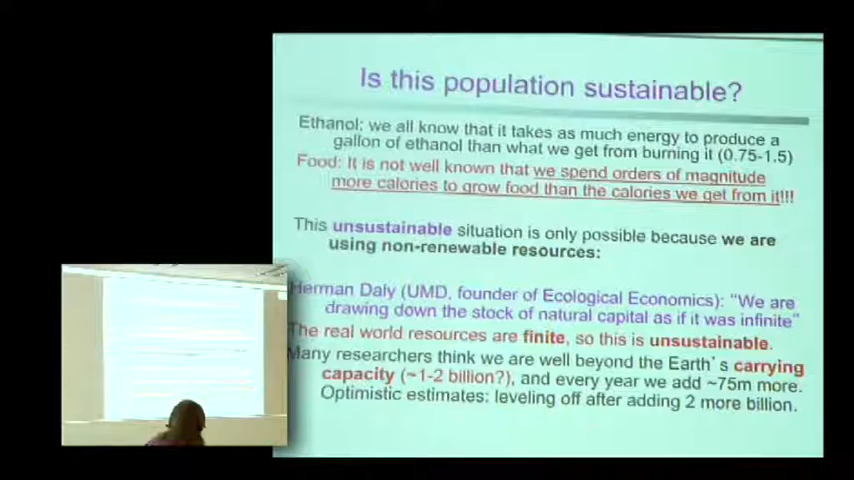 Is this population sustainable?
Ethanol: we all know that it takes as much energy to produce a
gallon of ethanol than what we get from burning it (0.75-1.5)
Food: It is not well known that we spend orders of magnitude
more calories to grow food than the calories we get from it!!!
This unsustainable situation is only possible because we are
using non-renewable resources:
Herman Daly (UMD, founder of Ecological Economics): “We are
drawing down the stock of natural capital as if it was infinite”
The real world resources are finite, so this is unsustainable.
Many researchers think we are well beyond the Earth's carrying
capacity (~1-2 billion?), and every year we add ~75m more.
Optimistic estimates: leveling off after adding 2 more billion.